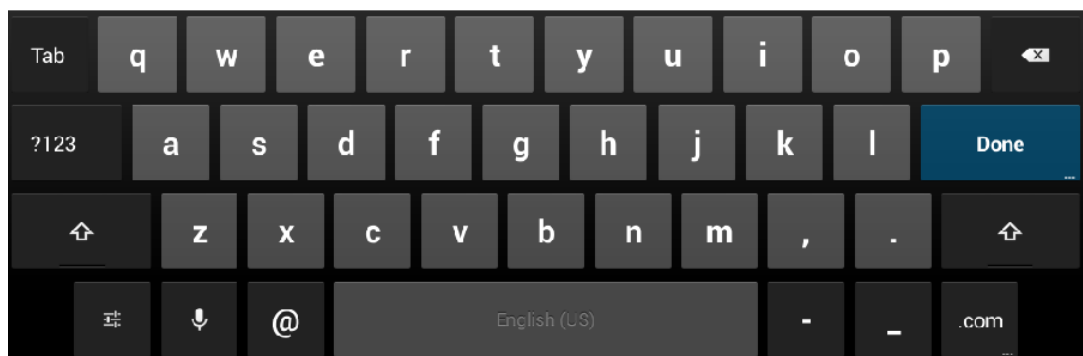 Tab q w e r t y u i o p
?123 a s d f g h j k l Done
z x c v b n m , .
@ English (US) - _ .com